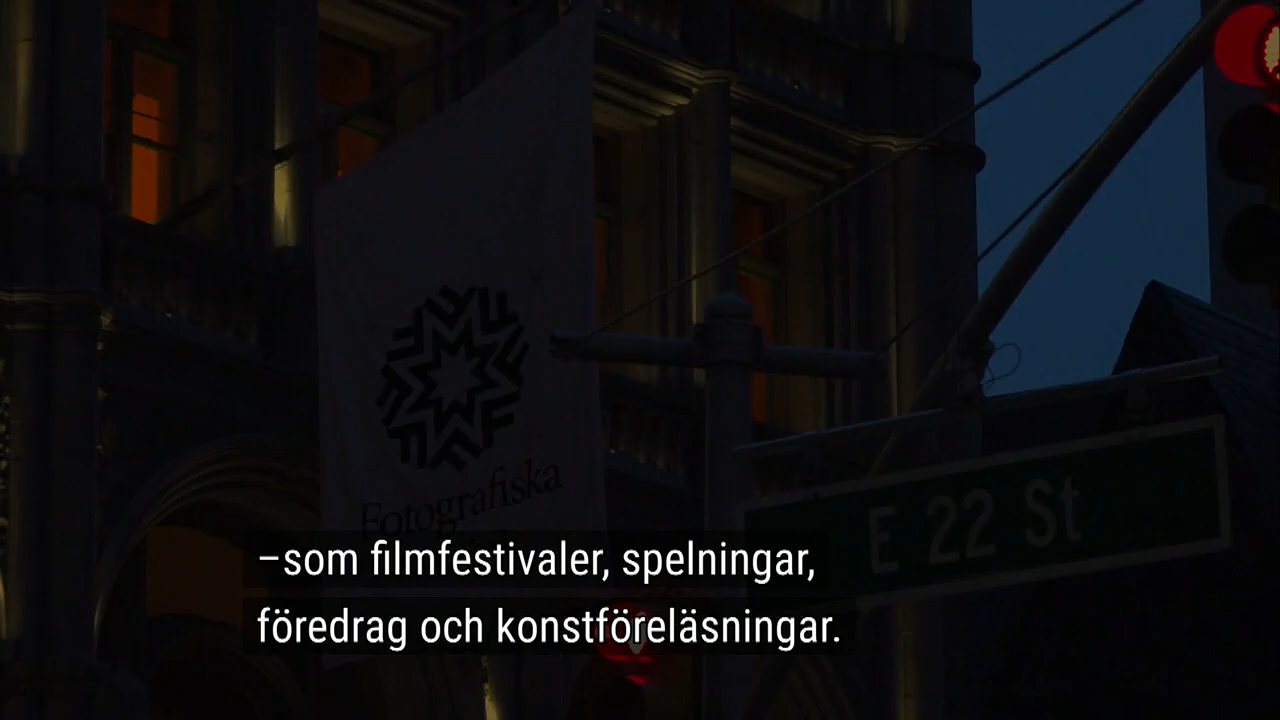 Fotografiska
E 22 St
–som filmfestivaler, spelningar,
föredrag och konstföreläsningar.